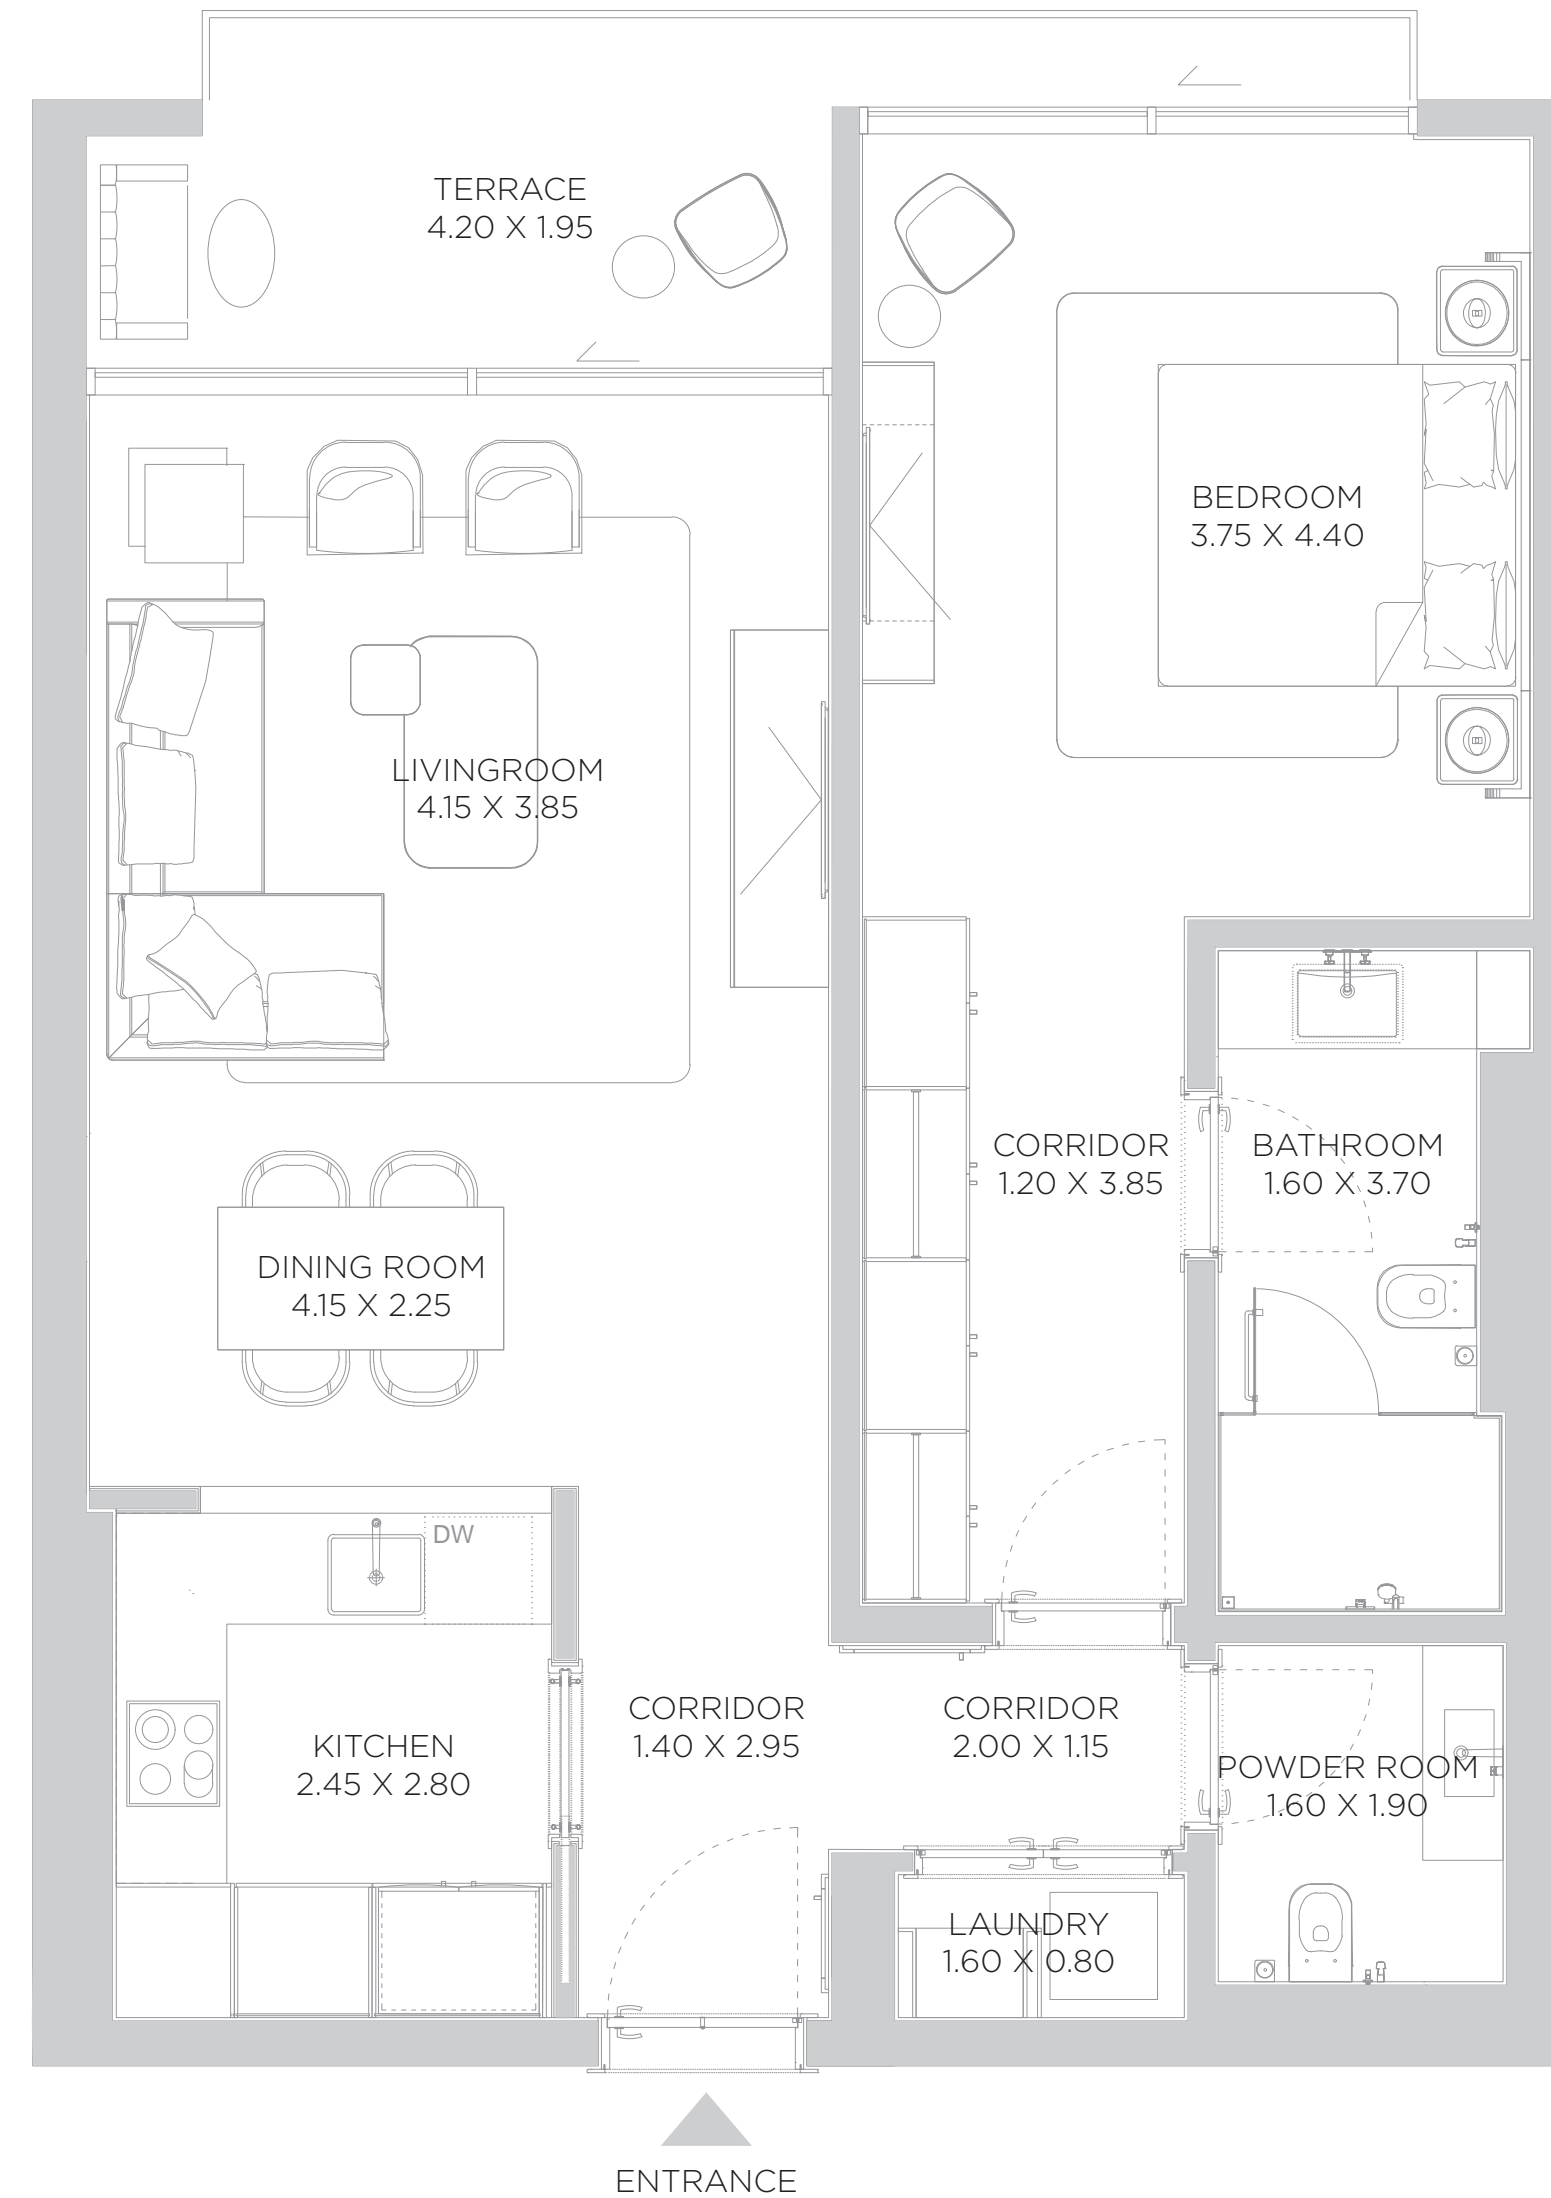 TERRACE
4.20 X 1.95
BEDROOM
3.75 X 4.40
LIVINGROOM
4.15 X 3.85
CORRIDOR
1.20 X 3.85
BATHROOM
1.60 X 3.70
DINING ROOM
4.15 X 2.25
DW
KITCHEN
2.45 X 2.80
CORRIDOR
1.40 X 2.95
CORRIDOR
2.00 X 1.15
POWDER ROOM
1.60 X 1.90
LAUNDRY
1.60 X 0.80
ENTRANCE